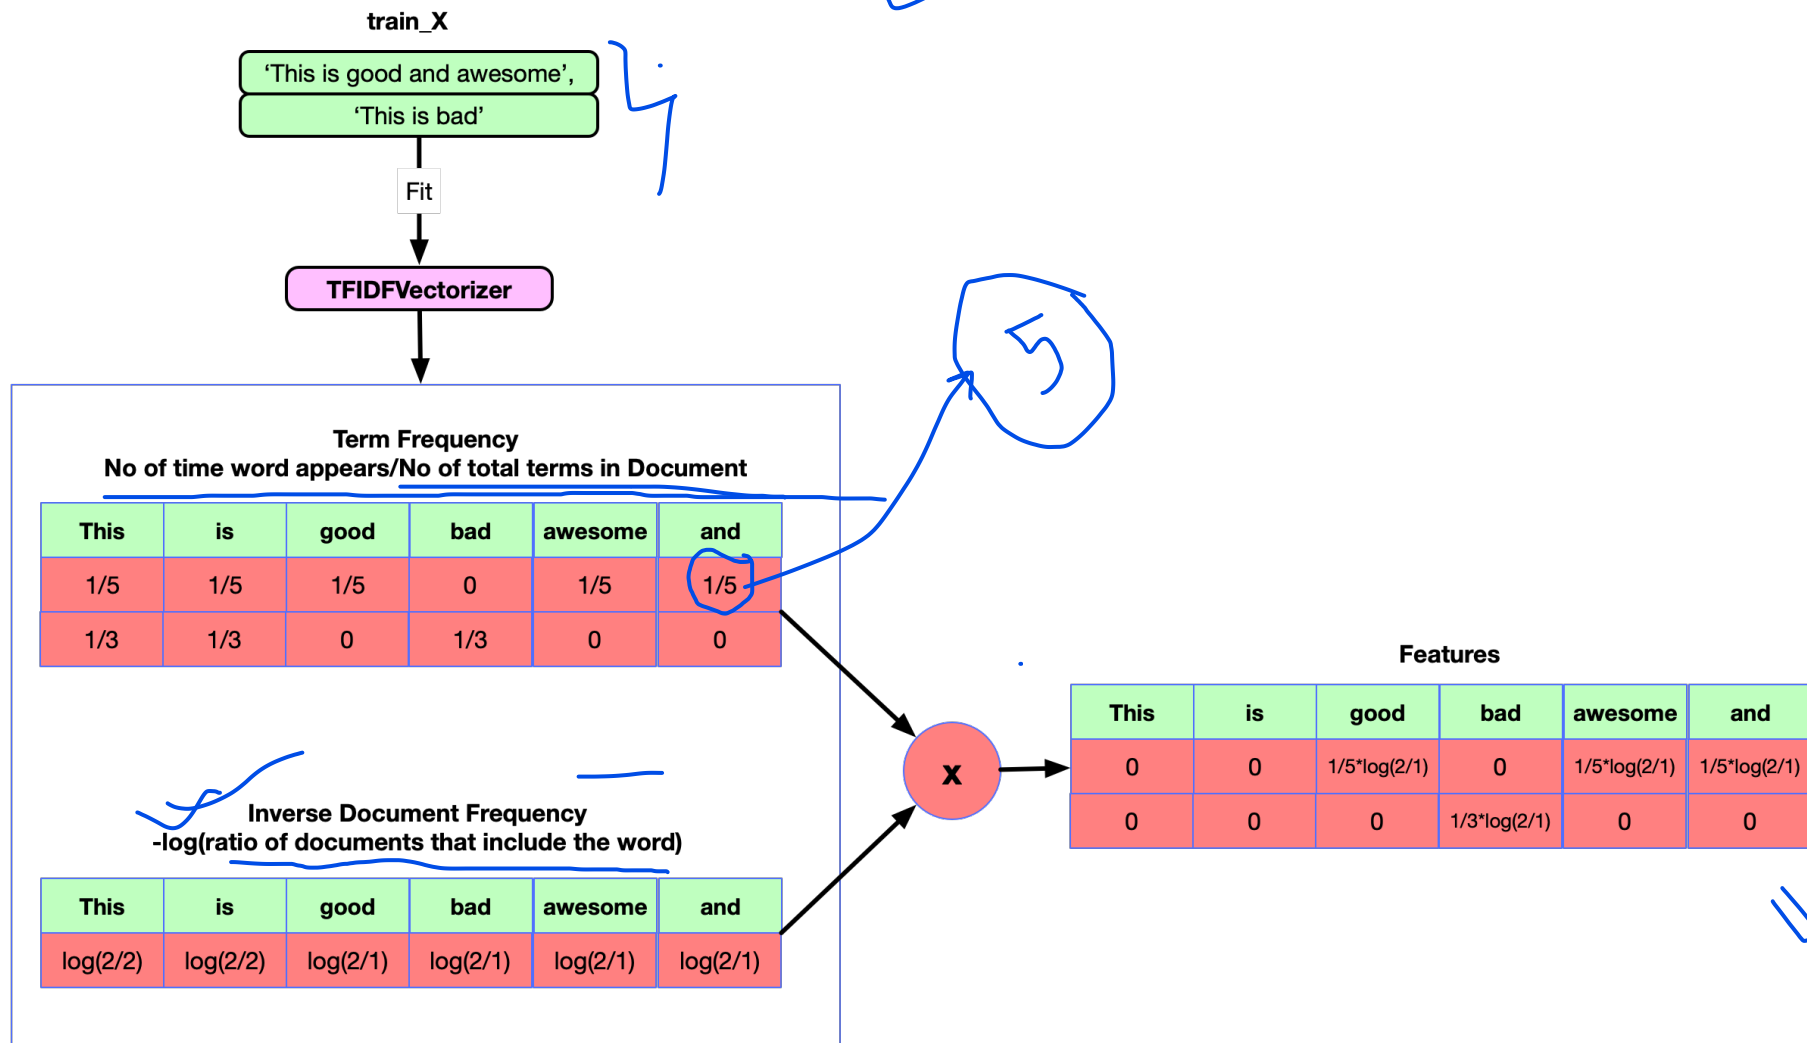 train_X
‘This is good and awesome’,
‘This is bad’
Fit
TFIDFVectorizer
5
Term Frequency
No of time word appears/No of total terms in Document
This is good bad awesome and
1/5 1/5 1/5 0 1/5 1/5
1/3 1/3 0 1/3 0 0
Inverse Document Frequency
-log(ratio of documents that include the word)
This is good bad awesome and
log(2/2) log(2/2) log(2/1) log(2/1) log(2/1) log(2/1)
x
Features
This is good bad awesome and
0 0 1/5*log(2/1) 0 1/5*log(2/1) 1/5*log(2/1)
0 0 0 1/3*log(2/1) 0 0